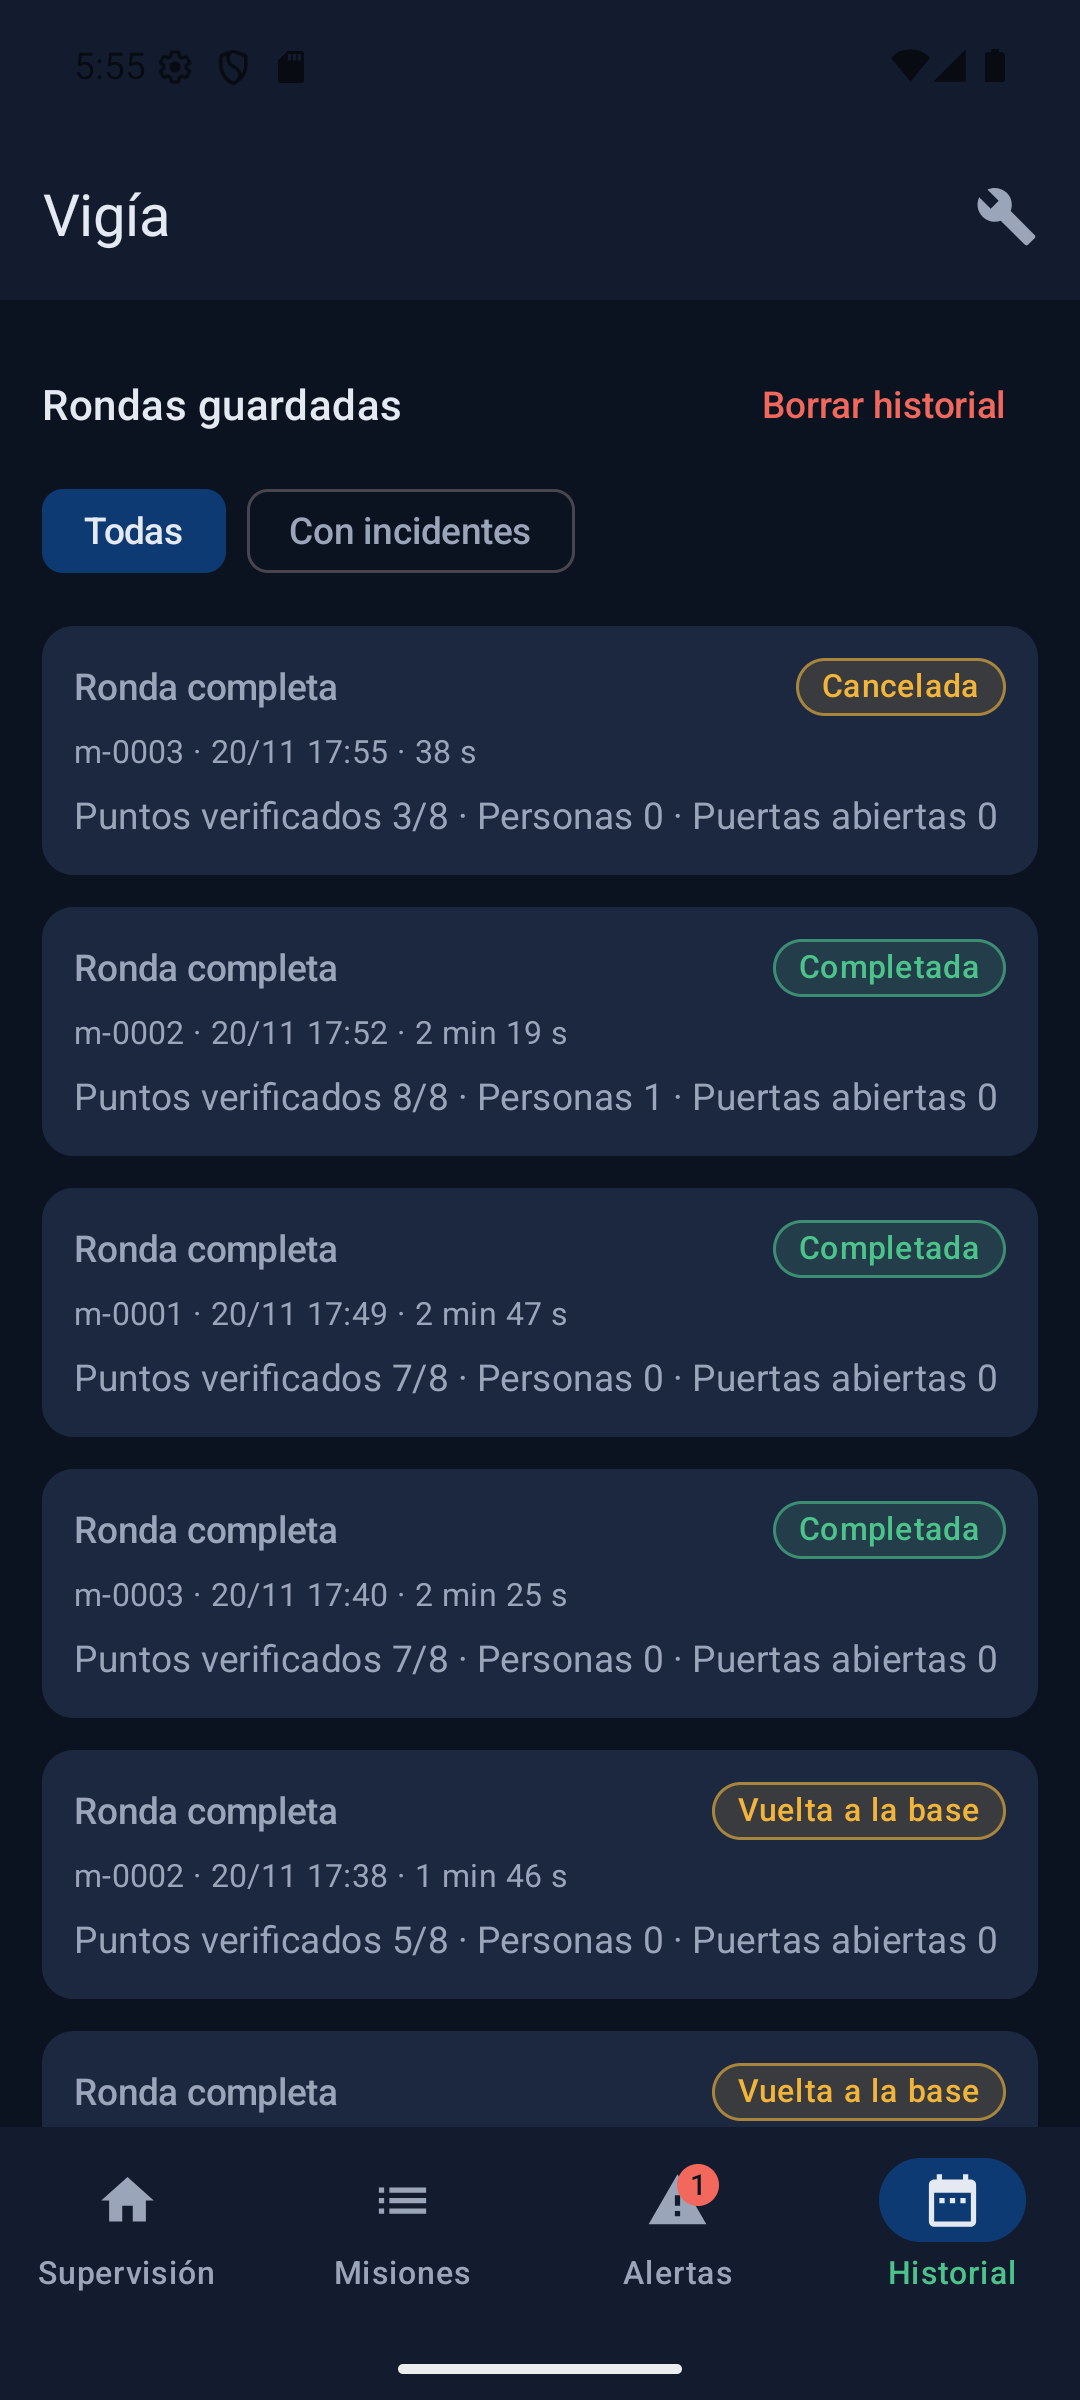 5:55
Vigía
Rondas guardadas
Borrar historial
Todas
Con incidentes
Ronda completa
Cancelada
m-0003 · 20/11 17:55 · 38 s
Puntos verificados 3/8 · Personas 0 · Puertas abiertas 0
Ronda completa
Completada
m-0002 · 20/11 17:52 · 2 min 19 s
Puntos verificados 8/8 · Personas 1 · Puertas abiertas 0
Ronda completa
Completada
m-0001 · 20/11 17:49 · 2 min 47 s
Puntos verificados 7/8 · Personas 0 · Puertas abiertas 0
Ronda completa
Completada
m-0003 · 20/11 17:40 · 2 min 25 s
Puntos verificados 7/8 · Personas 0 · Puertas abiertas 0
Ronda completa
Vuelta a la base
m-0002 · 20/11 17:38 · 1 min 46 s
Puntos verificados 5/8 · Personas 0 · Puertas abiertas 0
Ronda completa
Vuelta a la base
1
Supervisión
Misiones
Alertas
Historial